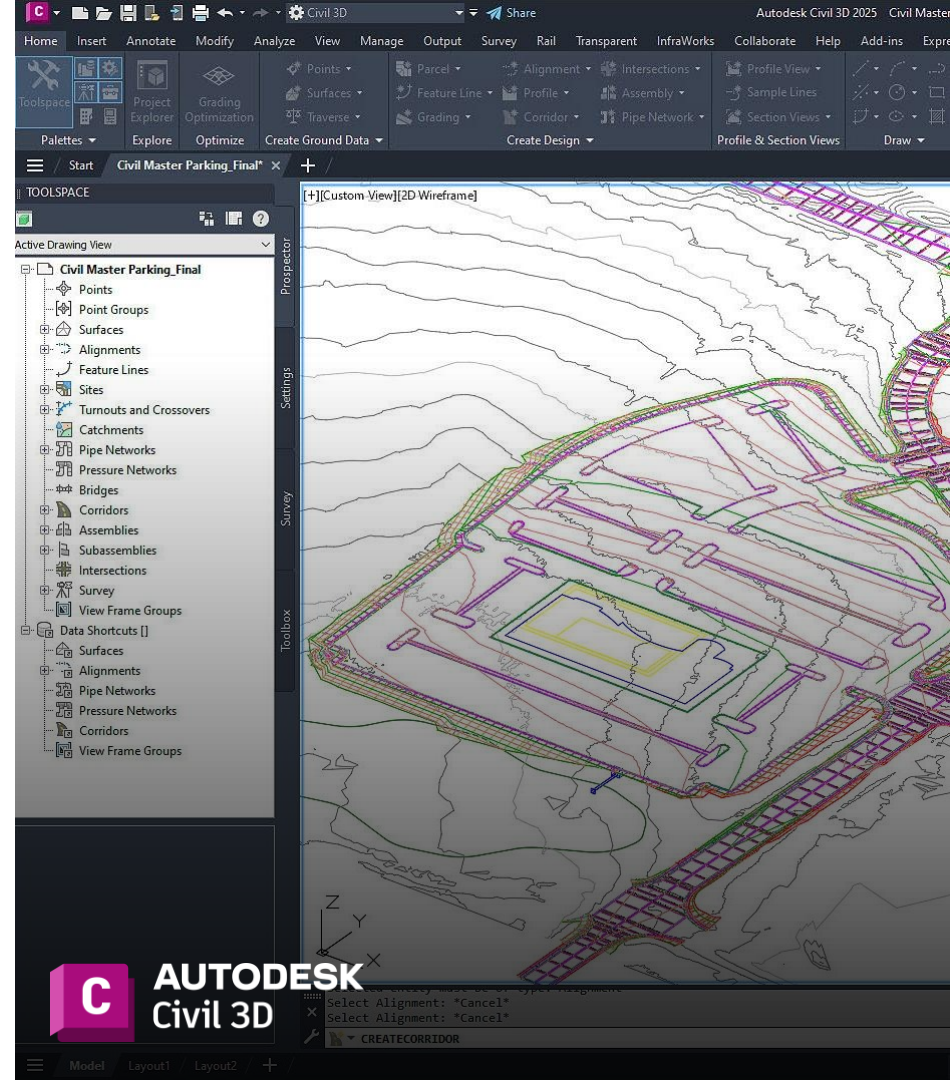 C Civil 3D Share Autodesk Civil 3D 2025 Civil Master
Home Insert Annotate Modify Analyze View Manage Output Survey Rail Transparent InfraWorks Collaborate Help Add-ins Expre
Points Parcel Alignment Intersections Profile View
Surfaces Feature Line Profile Assembly Sample Lines
Toolspace Project Explorer Grading Optimization Traverse Grading Corridor Pipe Network Section Views
Palettes Explore Optimize Create Ground Data Create Design Profile & Section Views Draw
Start Civil Master Parking_Final*
TOOLSPACE
[+][Custom View][2D Wireframe]
Active Drawing View
Prospector
Settings
Survey
Toolbox
Civil Master Parking_Final
Points
Point Groups
Surfaces
Alignments
Feature Lines
Sites
Turnouts and Crossovers
Catchments
Pipe Networks
Pressure Networks
Bridges
Corridors
Assemblies
Subassemblies
Intersections
Survey
View Frame Groups
Data Shortcuts []
Surfaces
Alignments
Pipe Networks
Pressure Networks
Corridors
View Frame Groups
Z
Y
X
C
AUTODESK
Civil 3D
Select Alignment: *Cancel*
Select Alignment: *Cancel*
CREATECORRIDOR
Model Layout1 Layout2